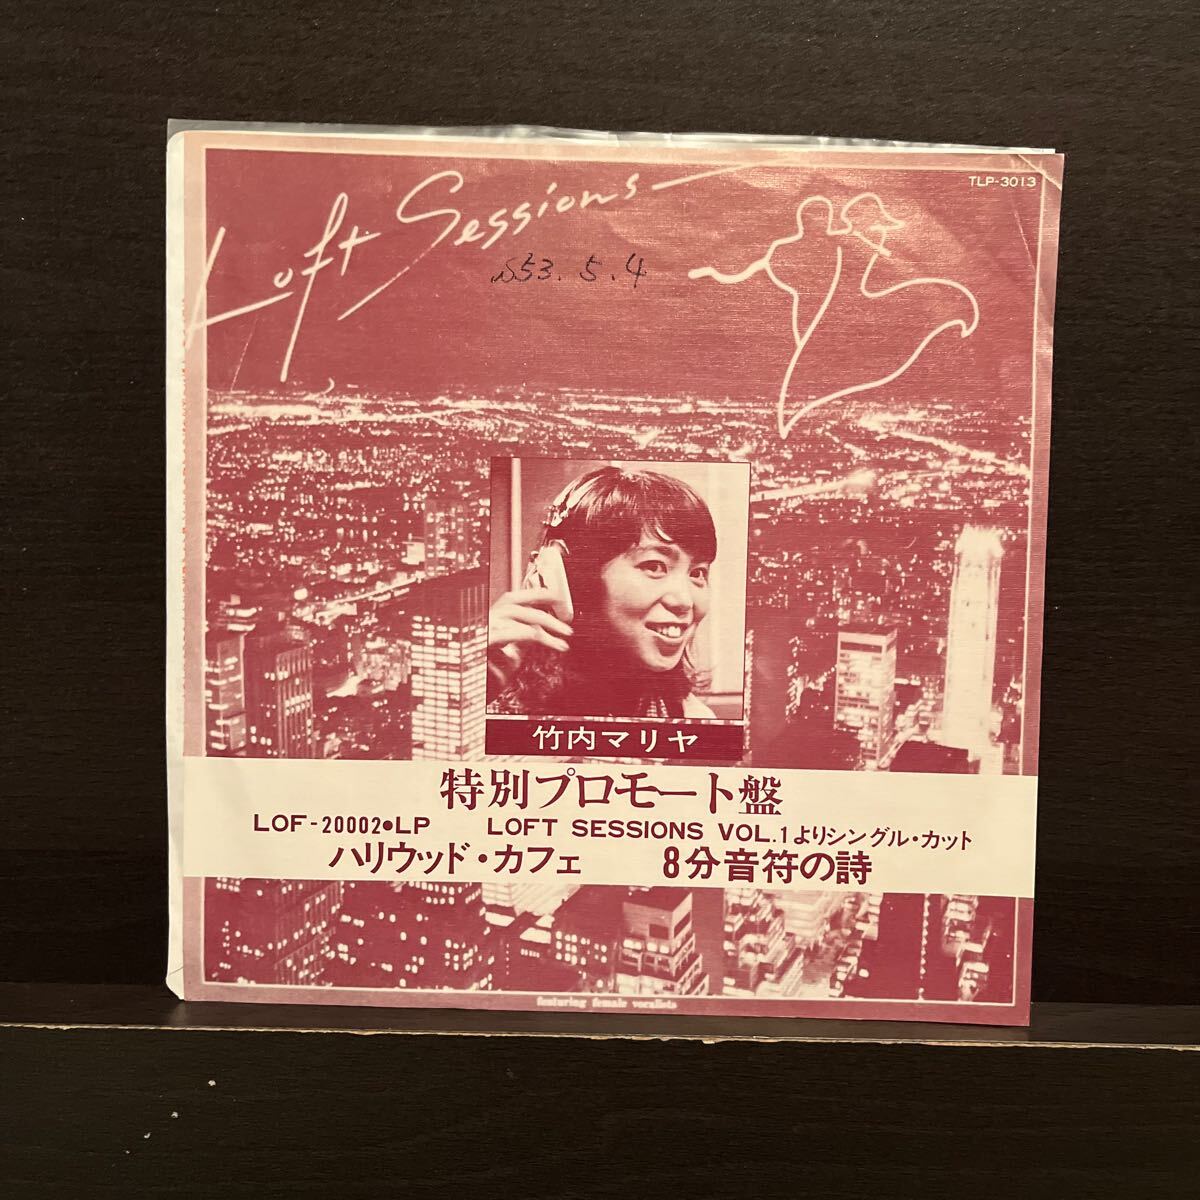 TLP-3013
Loft Sessions
S53.5.4
竹内マリヤ
特別プロモート盤
LOF-20002●LP LOFT SESSIONS VOL.1よりシングル・カット
ハリウッド・カフェ 8分音符の詩
featuring female vocalists